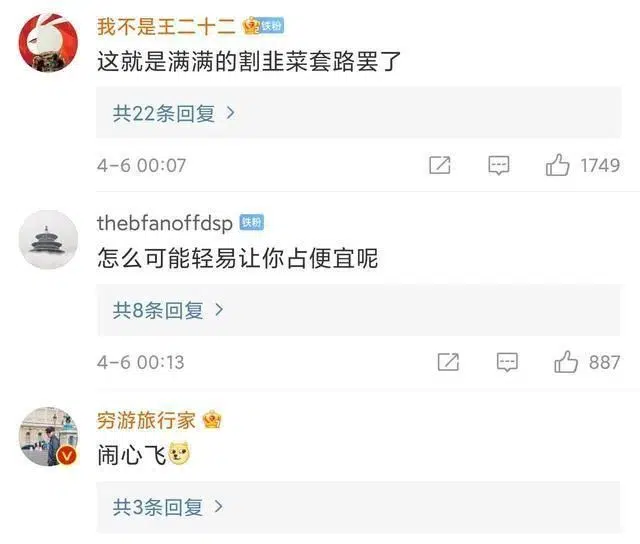 我不是王二十二 铁粉
这就是满满的割韭菜套路罢了
共22条回复
4-6 00:07 1749
thebfanoffdsp 铁粉
怎么可能轻易让你占便宜呢
共8条回复
4-6 00:13 887
穷游旅行家
闹心飞
共3条回复